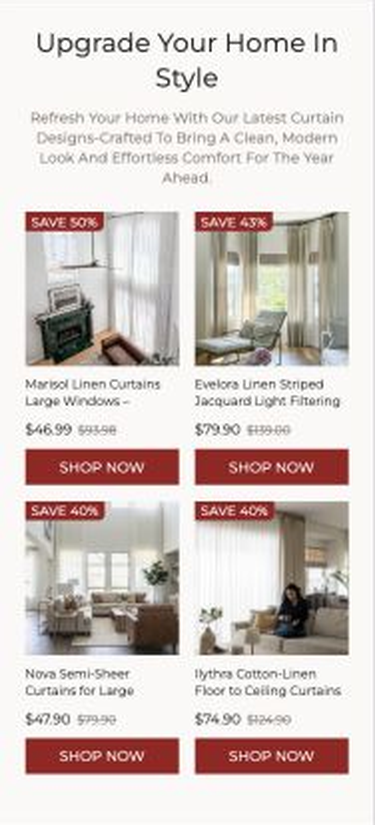 Upgrade Your Home In
Style
Refresh Your Home With Our Latest Curtain
Designs-Crafted To Bring A Clean, Modern
Look And Effortless Comfort For The Year
Ahead.
SAVE 50%
Marisol Linen Curtains
Large Windows –
$46.99 $93.98
SHOP NOW
SAVE 43%
Evelora Linen Striped
Jacquard Light Filtering
$79.90 $139.00
SHOP NOW
SAVE 40%
Nova Semi-Sheer
Curtains for Large
$47.90 $79.90
SHOP NOW
SAVE 40%
Ilythra Cotton-Linen
Floor to Ceiling Curtains
$74.90 $124.90
SHOP NOW